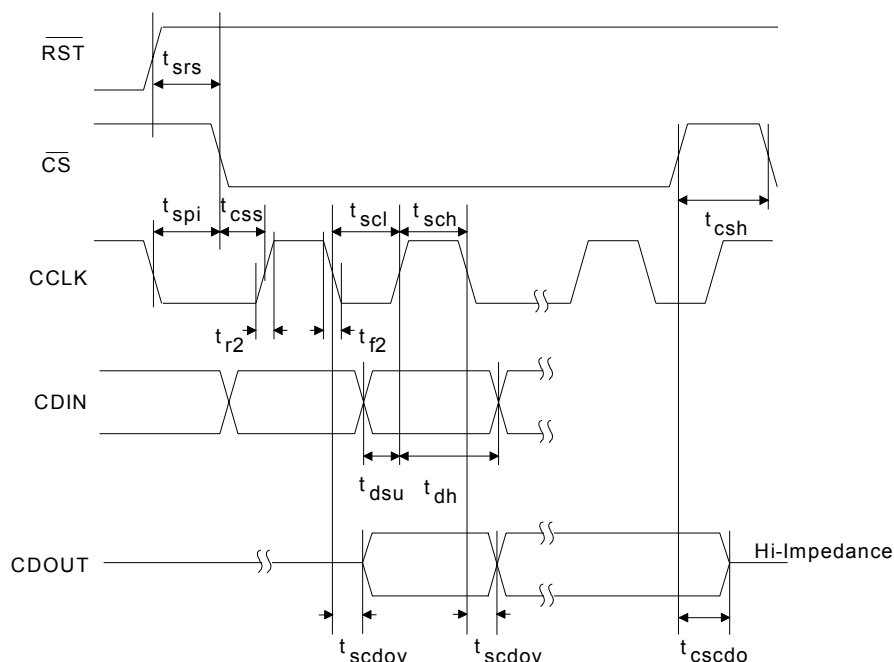 RST
t srs
CS
t spi
t css
t scl
t sch
t csh
CCLK
t r2
t f2
CDIN
t dsu
t dh
CDOUT
Hi-Impedance
t scdov
t scdov
t cscdo